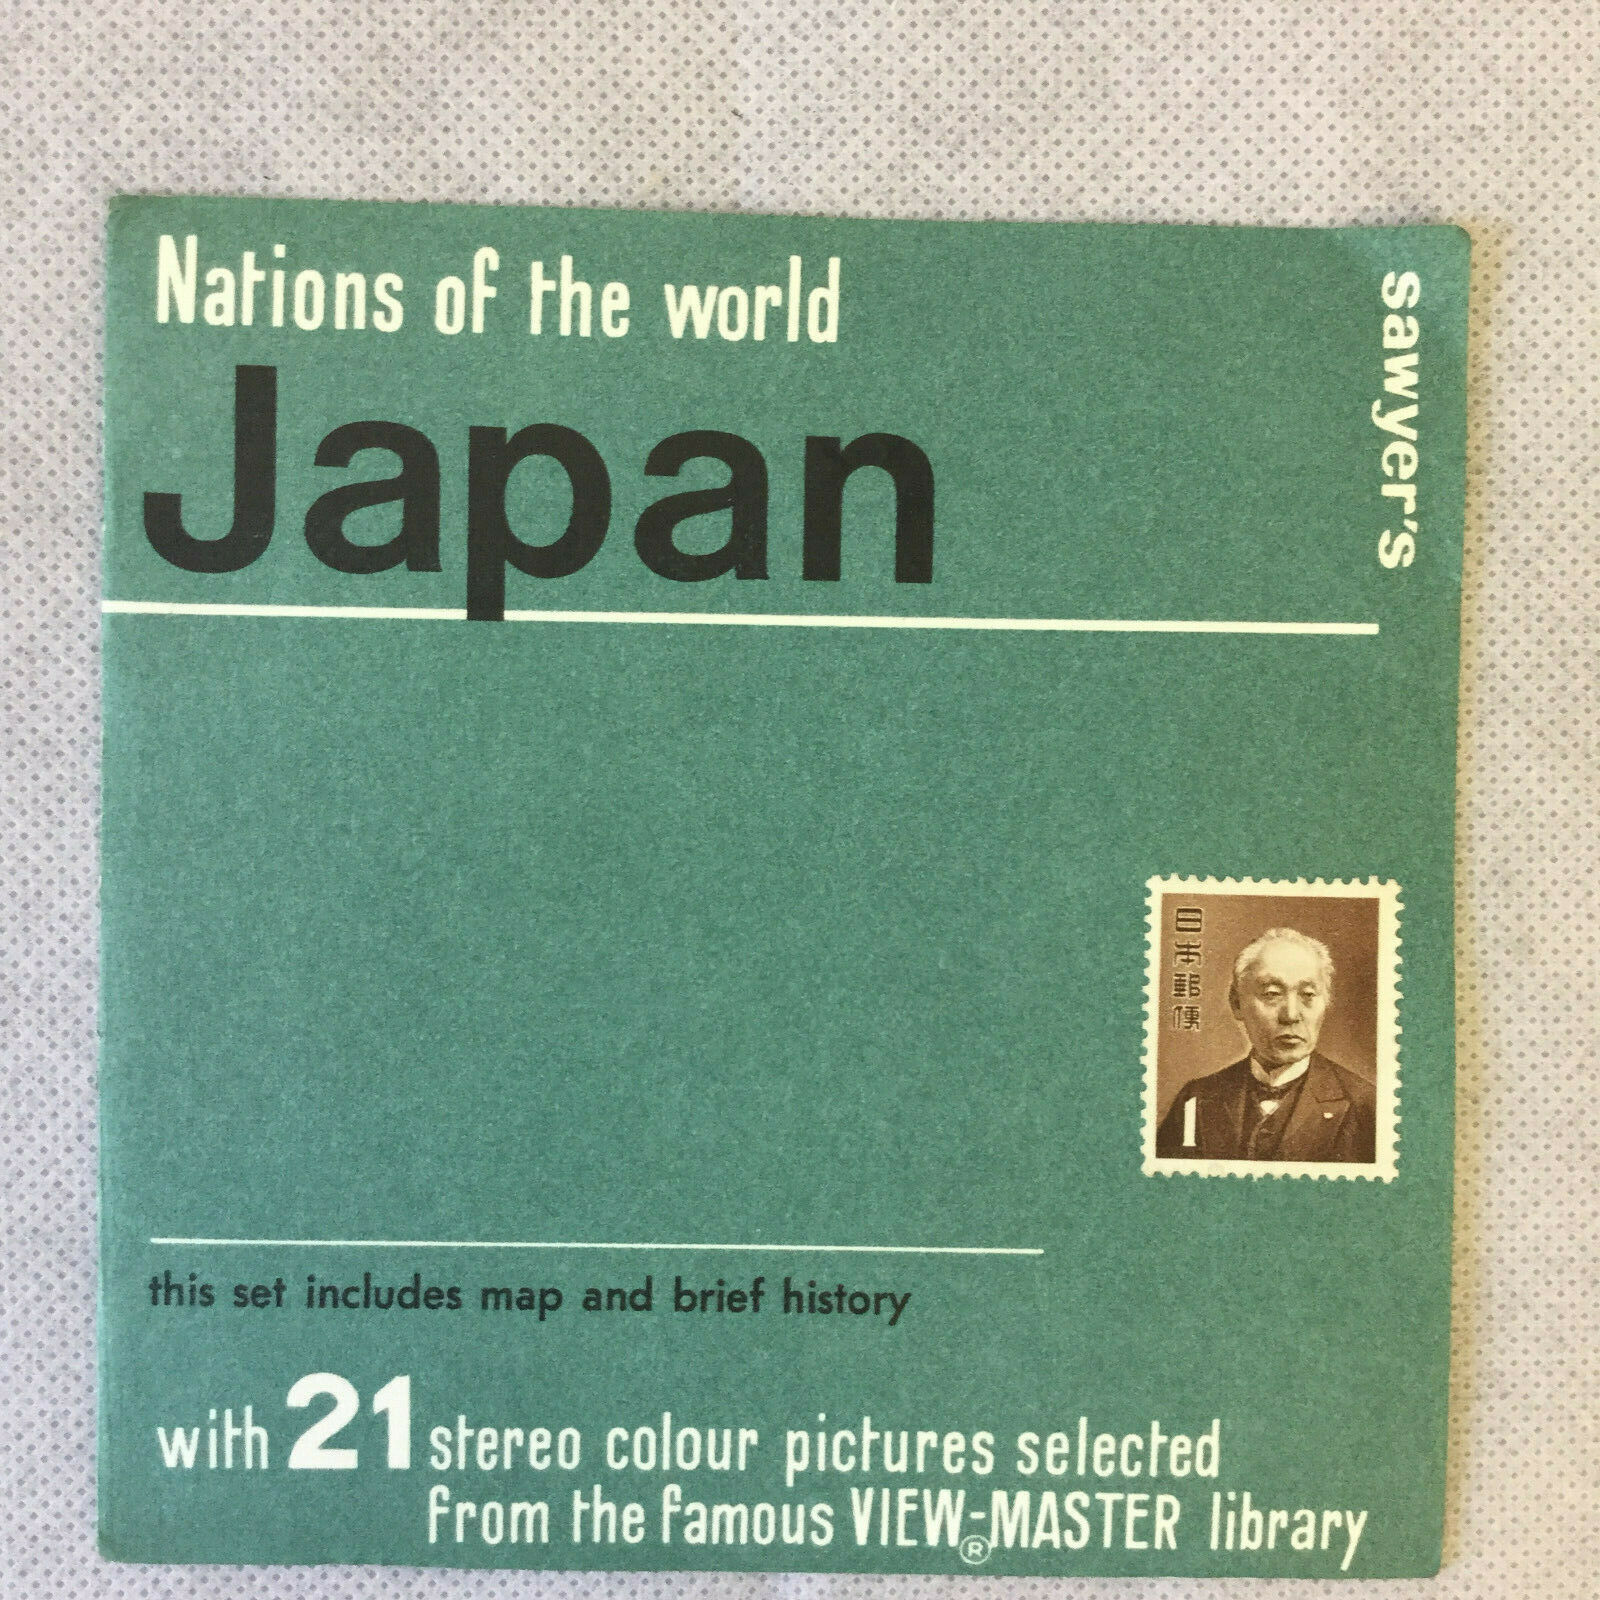 Nations of the world
Japan
sawyer's
日本郵便
1
this set includes map and brief history
with 21 stereo colour pictures selected
from the famous VIEW-MASTER library
®